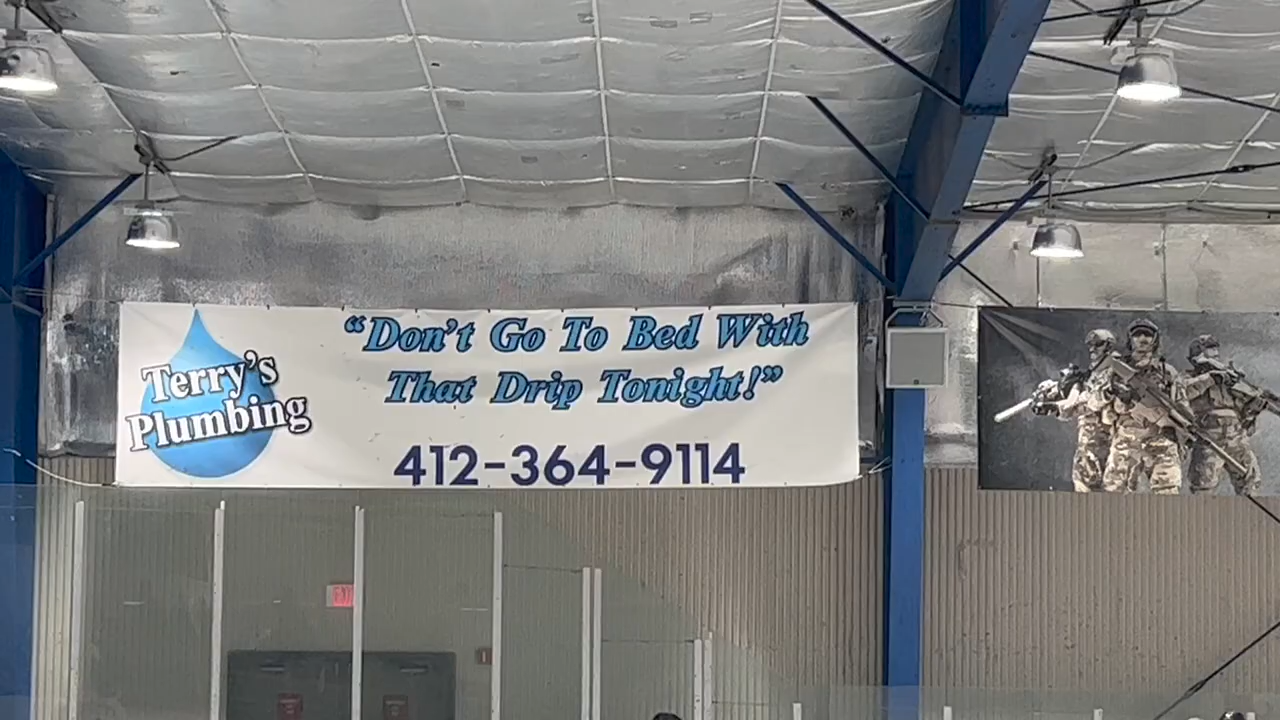 Terry's
Plumbing
“Don't Go To Bed With
That Drip Tonight!”
412-364-9114
EXIT